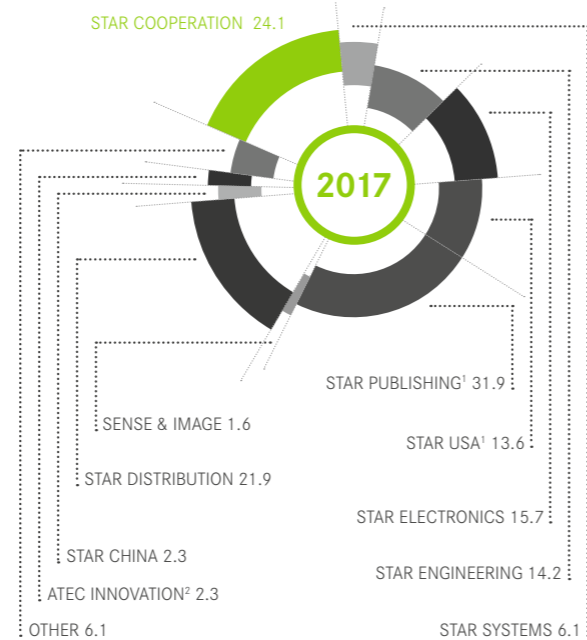 STAR COOPERATION 24.1
2017
STAR PUBLISHING¹ 31.9
SENSE & IMAGE 1.6
STAR USA¹ 13.6
STAR DISTRIBUTION 21.9
STAR ELECTRONICS 15.7
STAR CHINA 2.3
STAR ENGINEERING 14.2
ATEC INNOVATION² 2.3
OTHER 6.1
STAR SYSTEMS 6.1